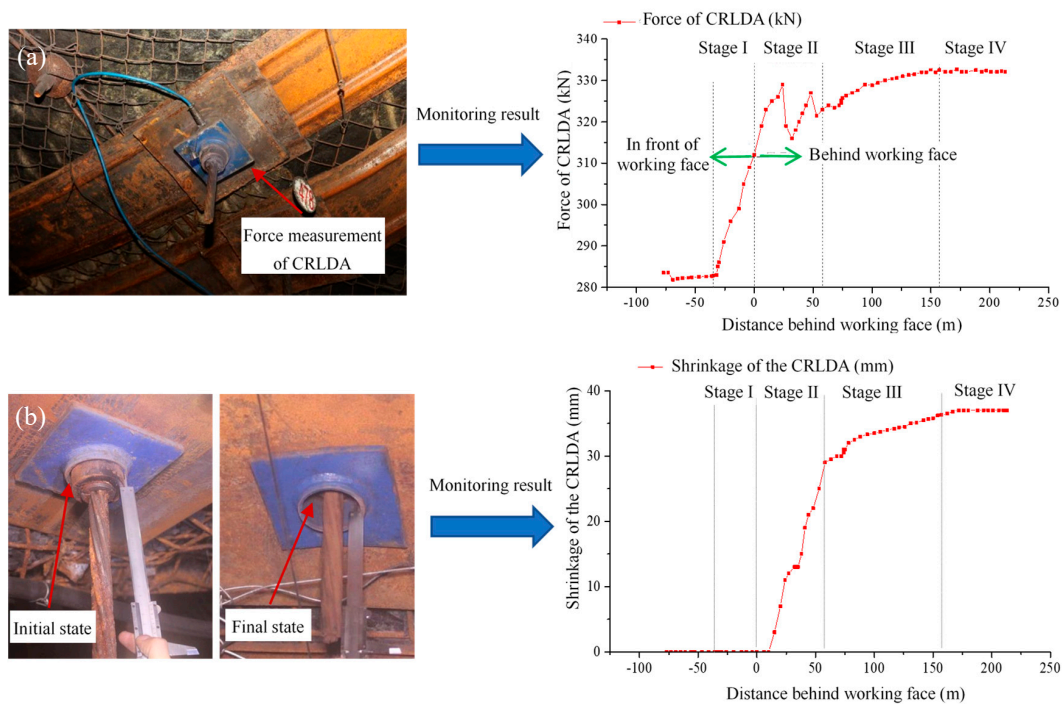 (a)
Force measurement
of CRLDA
Monitoring result
Force of CRLDA (kN)
Stage I
Stage II
Stage III
Stage IV
In front of
working face
Behind working face
Force of CRLDA (kN)
340
330
320
310
300
290
280
-100
-50
0
50
100
150
200
250
Distance behind working face (m)
(b)
Initial state
Final state
Monitoring result
Shrinkage of the CRLDA (mm)
Stage I
Stage II
Stage III
Stage IV
Shrinkage of the CRLDA (mm)
40
30
20
10
0
-100
-50
0
50
100
150
200
250
Distance behind working face (m)